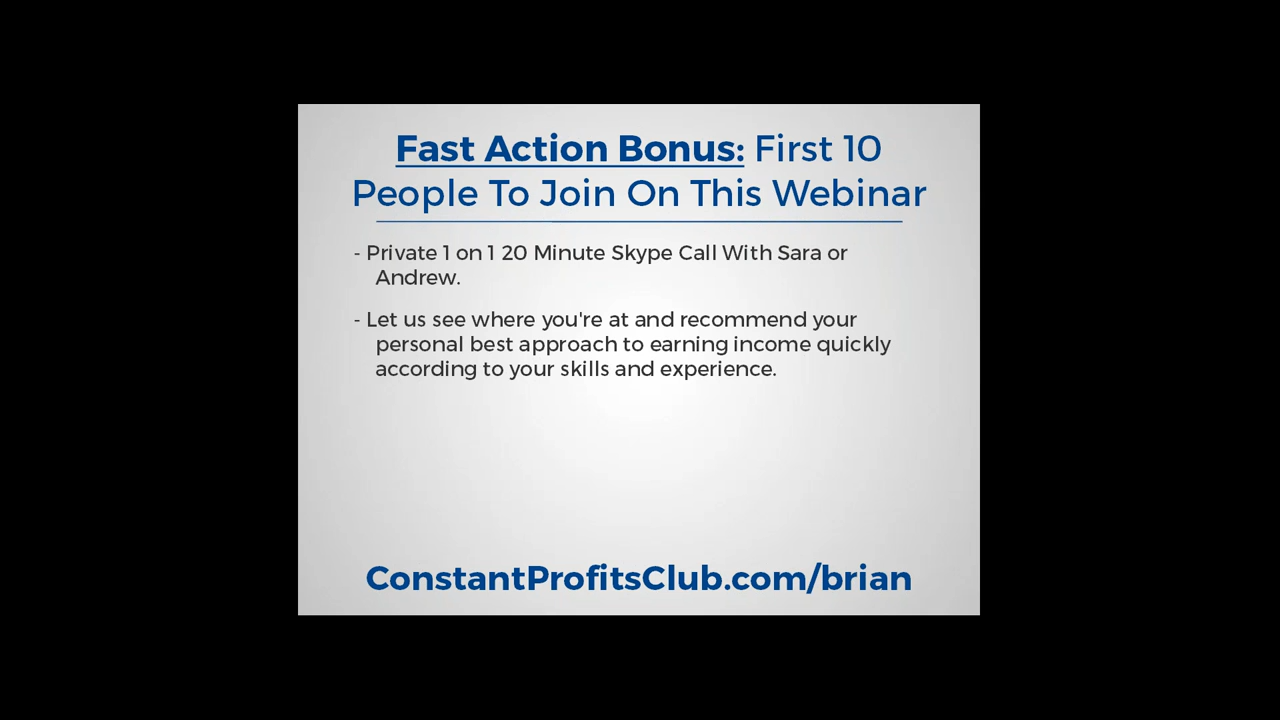 Fast Action Bonus: First 10
People To Join On This Webinar
- Private 1 on 1 20 Minute Skype Call With Sara or
Andrew.
- Let us see where you're at and recommend your
personal best approach to earning income quickly
according to your skills and experience.
ConstantProfitsClub.com/brian